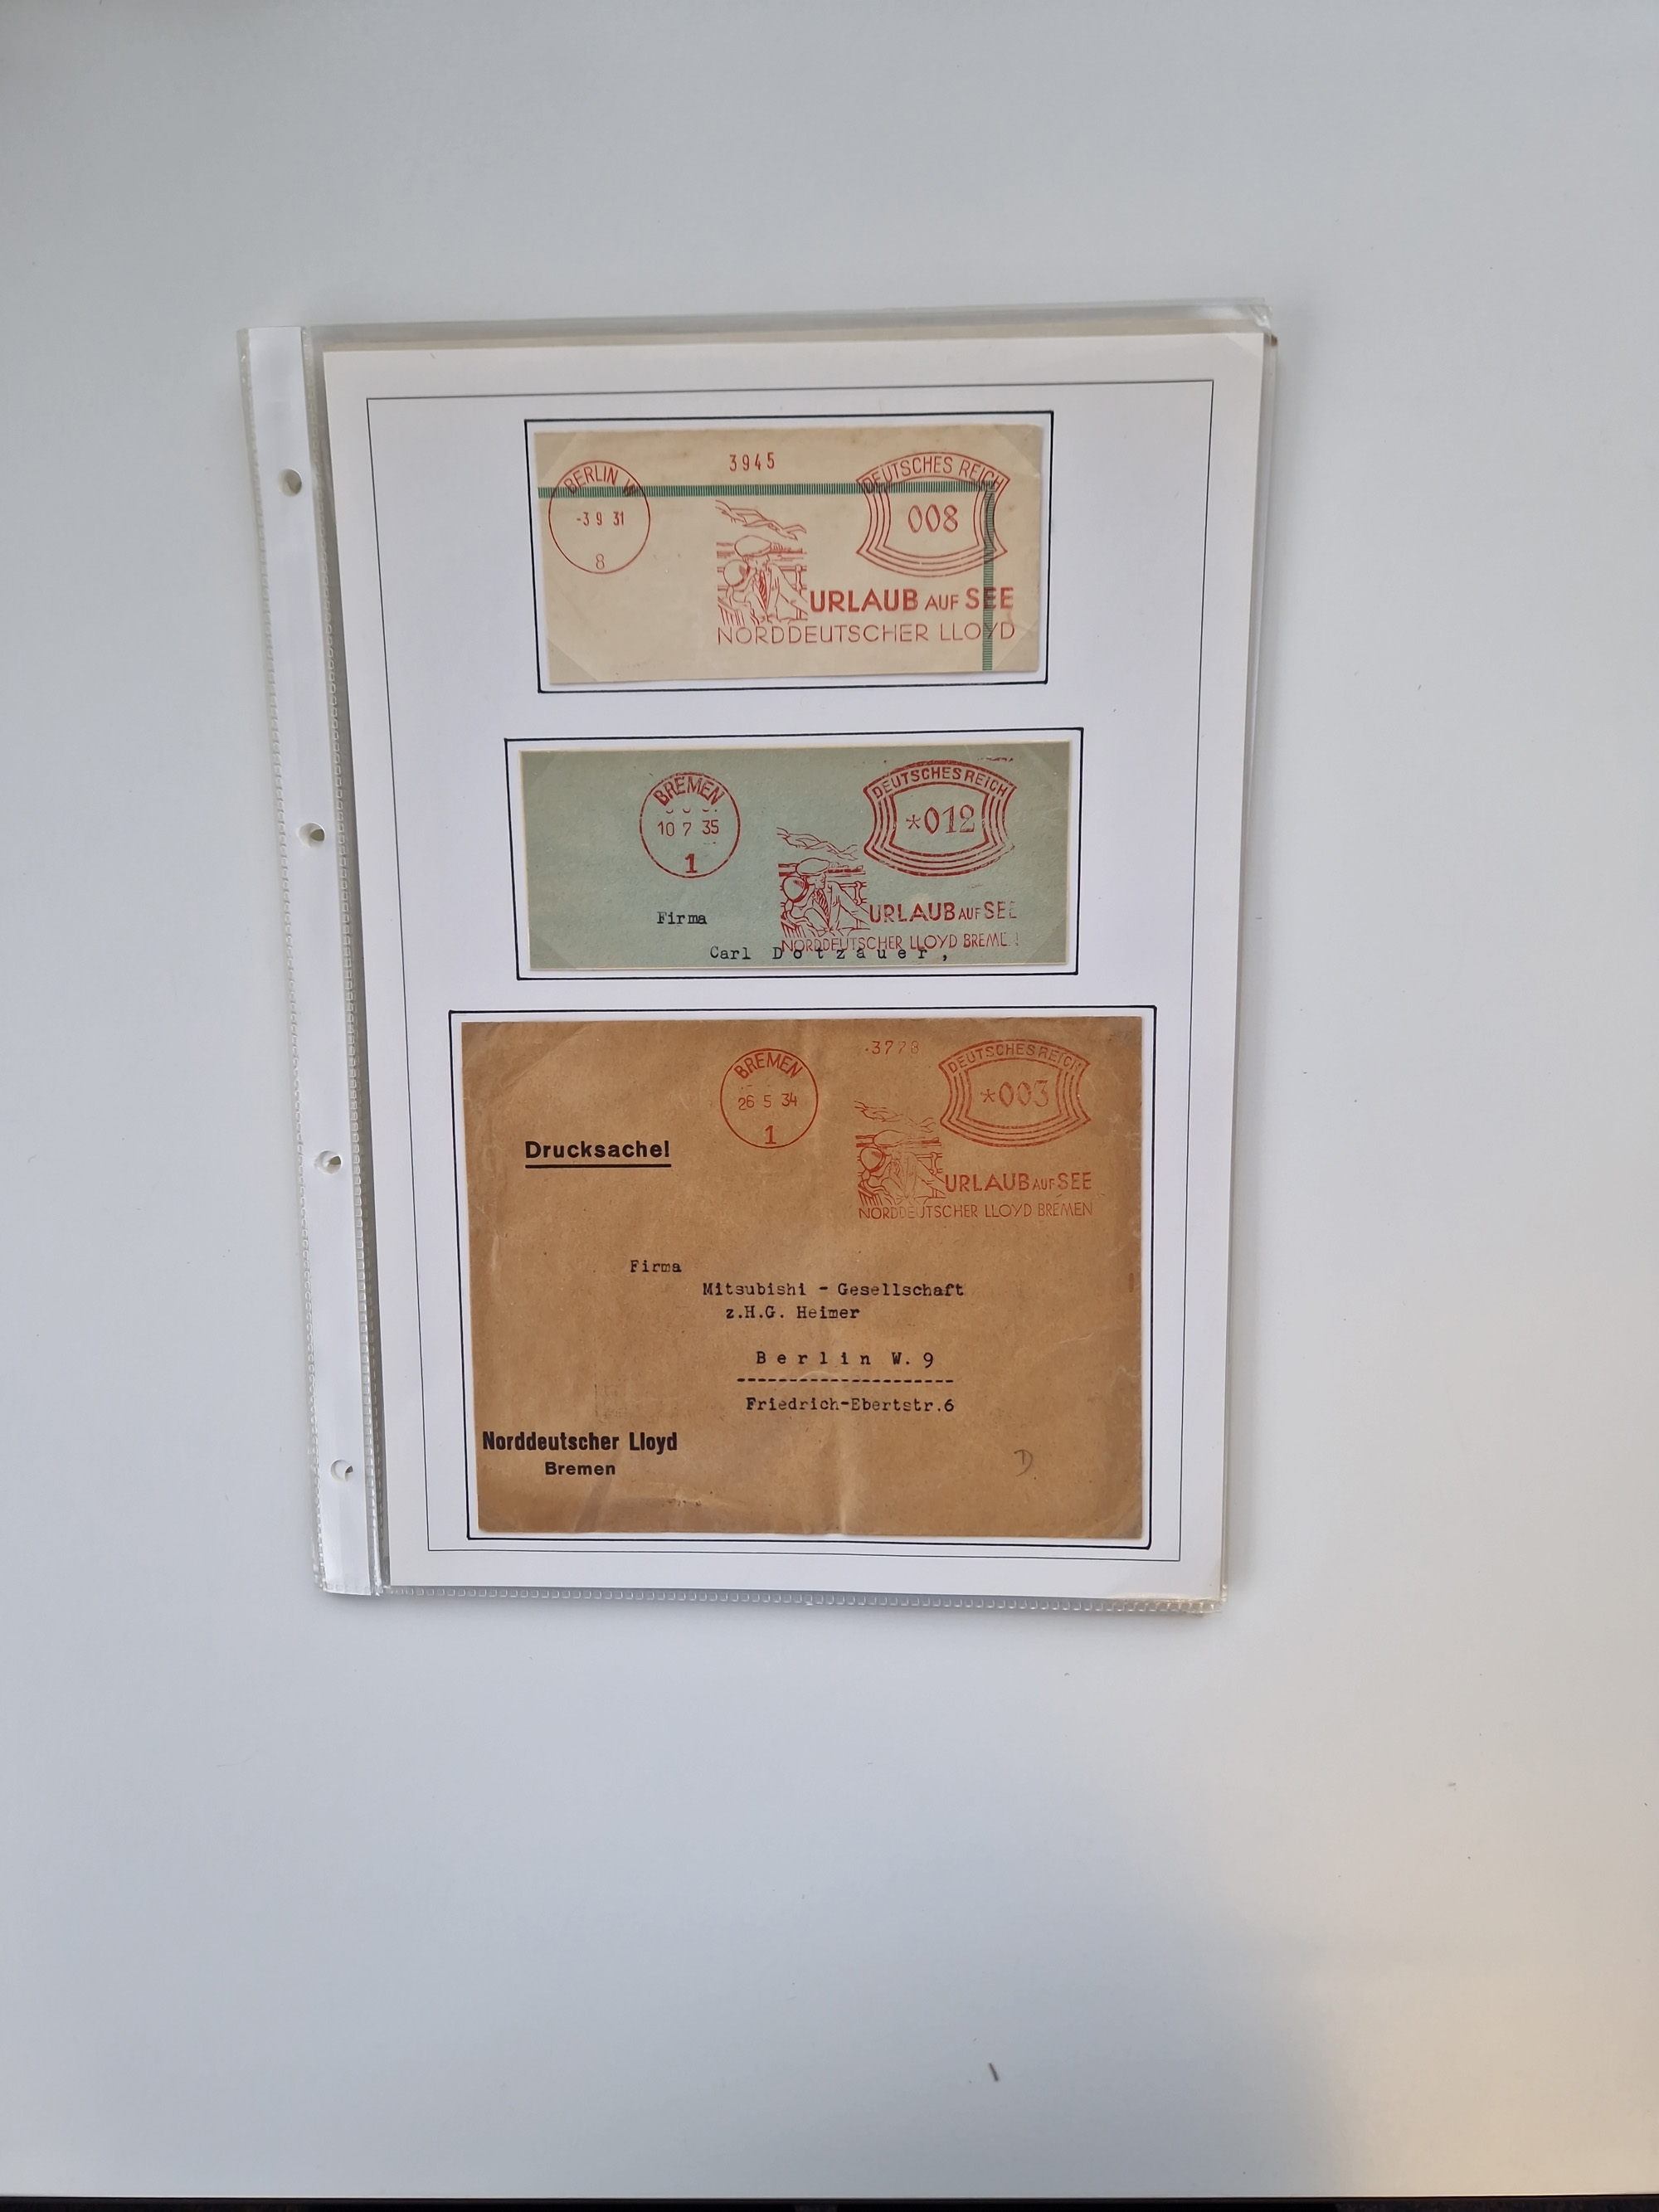 3945
BERLIN W
-3 9 31
8
DEUTSCHES REICH
008
URLAUB AUF SEE
NORDDEUTSCHER LLOYD
BREMEN
10 7 35
1
DEUTSCHES REICH
*012
URLAUB AUF SEE
NORDDEUTSCHER LLOYD BREMEN
Firma
Carl Dotzauer,
3778
BREMEN
26 5 34
1
DEUTSCHES REICH
*003
URLAUB AUF SEE
NORDDEUTSCHER LLOYD BREMEN
Drucksache!
Firma
Mitsubishi - Gesellschaft
z.H.G. Heimer
Berlin W. 9
Friedrich-Ebertstr.6
Norddeutscher Lloyd
Bremen
D